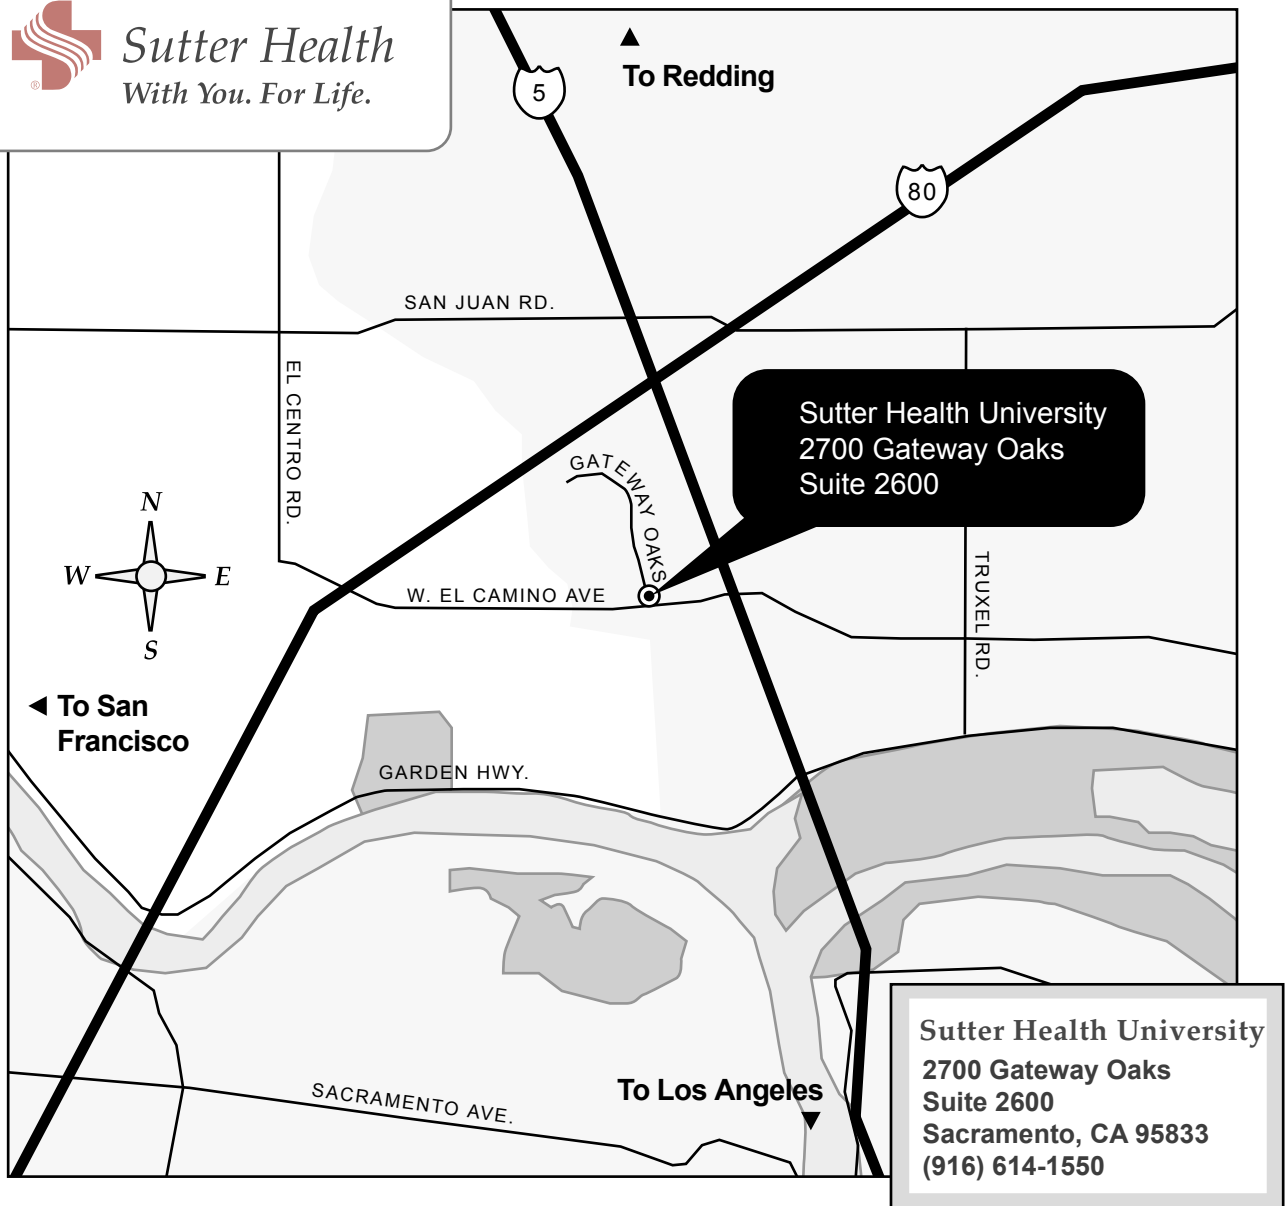 Sutter Health
With You. For Life.
®
To Redding
5
80
SAN JUAN RD.
EL CENTRO RD.
Sutter Health University
2700 Gateway Oaks
Suite 2600
GATEWAY OAKS
N
W E
S
W. EL CAMINO AVE
TRUXEL RD.
To San
Francisco
GARDEN HWY.
SACRAMENTO AVE.
To Los Angeles
Sutter Health University
2700 Gateway Oaks
Suite 2600
Sacramento, CA 95833
(916) 614-1550